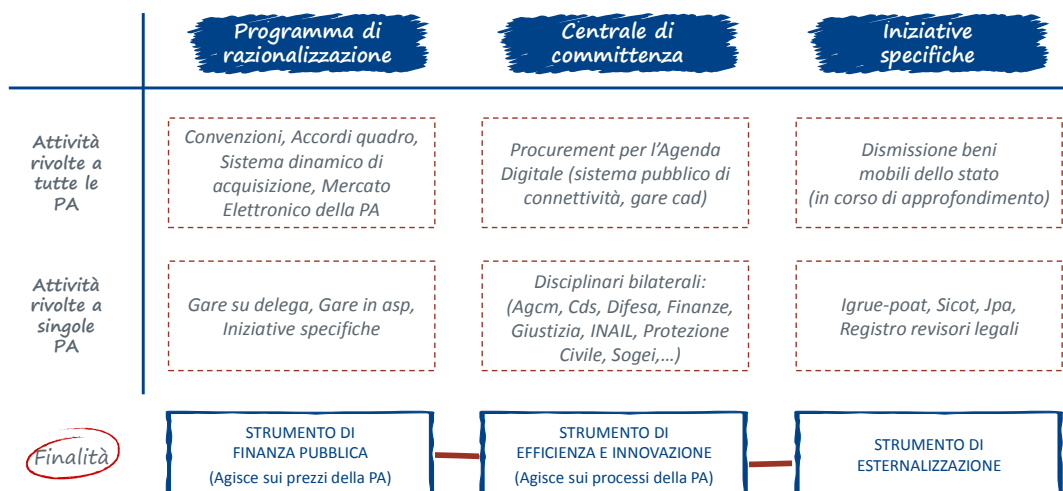 Programma di
razionalizzazione
Centrale di
committenza
Iniziative
specifiche
Attività
rivolte a
tutte le
PA
Convenzioni, Accordi quadro,
Sistema dinamico di
acquisizione, Mercato
Elettronico della PA
Procurement per l'Agenda
Digitale (sistema pubblico di
connettività, gare cad)
Dismissione beni
mobili dello stato
(in corso di approfondimento)
Attività
rivolte a
singole
PA
Gare su delega, Gare in asp,
Iniziative specifiche
Disciplinari bilaterali:
(Agcm, Cds, Difesa, Finanze,
Giustizia, INAIL, Protezione
Civile, Sogei,...)
Igrue-poat, Sicot, Jpa,
Registro revisori legali
Finalità
STRUMENTO DI
FINANZA PUBBLICA
(Agisce sui prezzi della PA)
STRUMENTO DI
EFFICIENZA E INNOVAZIONE
(Agisce sui processi della PA)
STRUMENTO DI
ESTERNALIZZAZIONE